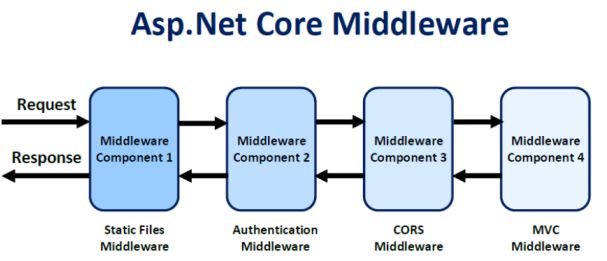 Asp.Net Core Middleware
Request
Response
Middleware
Component 1
Middleware
Component 2
Middleware
Component 3
Middleware
Component 4
Static Files
Middleware
Authentication
Middleware
CORS
Middleware
MVC
Middleware